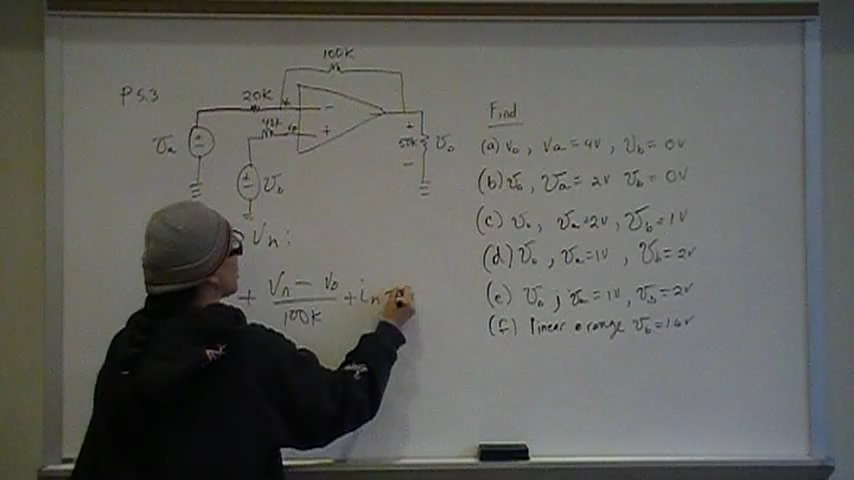 P 5.3
100K
20K
-
+
Va
+
-
Vb
+
-
50K
+
-
Vo
Vn:
+ Vn - Vo / 100K + in
Find
(a) Vo, Va = 4V, Vb = 0V
(b) Vo, Va = 2V Vb = 0V
(c) Vo, Va = 2V, Vb = 1V
(d) Vo, Va = 1V, Vb = 2V
(e) Vo, Va = 1V, Vb = 2V
(f) linear range Vb = 1.6V